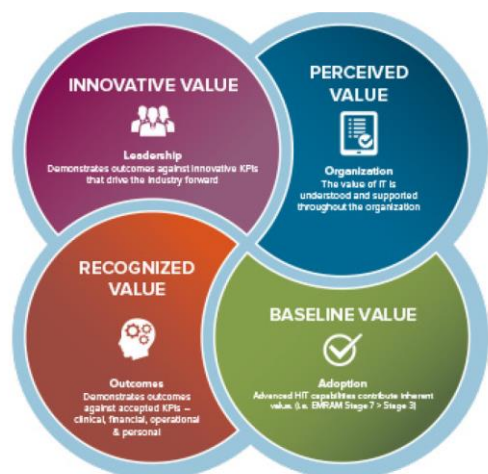 INNOVATIVE VALUE
Leadership
Demonstrates outcomes against innovative KPIs
that drive the industry forward
PERCEIVED
VALUE
Organization
The value of IT is
understood and supported
throughout the organization
RECOGNIZED
VALUE
Outcomes
Demonstrates outcomes
against accepted KPIs –
clinical, financial, operational
& personal
BASELINE VALUE
Adoption
Advanced HIT capabilities contribute inherent
value. (i.e. EMRAM Stage 7 > Stage 3)